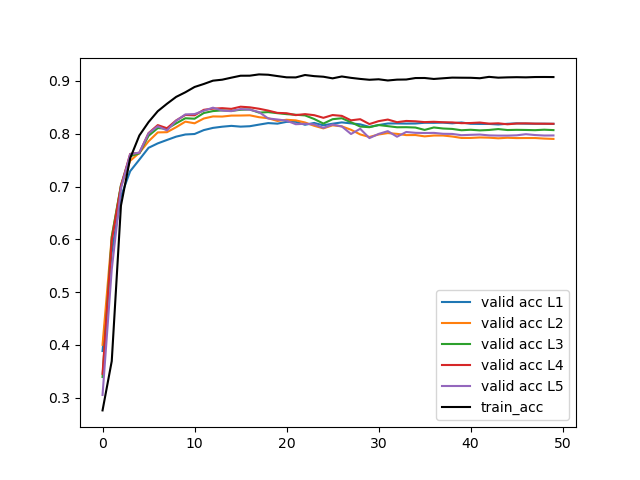 0.9
0.8
0.7
0.6
0.5
0.4
0.3
0 10 20 30 40 50
valid acc L1
valid acc L2
valid acc L3
valid acc L4
valid acc L5
train_acc